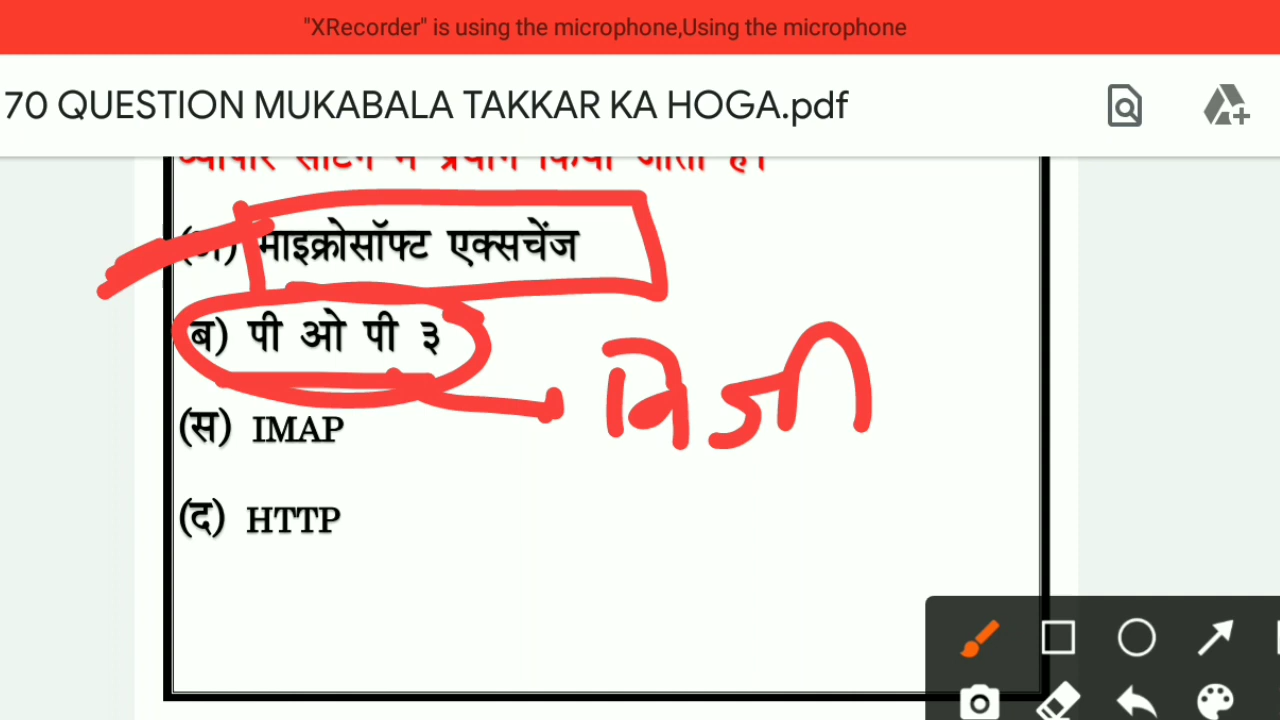 "XRecorder" is using the microphone,Using the microphone
70 QUESTION MUKABALA TAKKAR KA HOGA.pdf
व्यापार सेटिंग में प्रयोग किया जाता है।
(अ) माइक्रोसॉफ्ट एक्सचेंज
ब) पी ओ पी ३
निजी
(स) IMAP
(द) HTTP